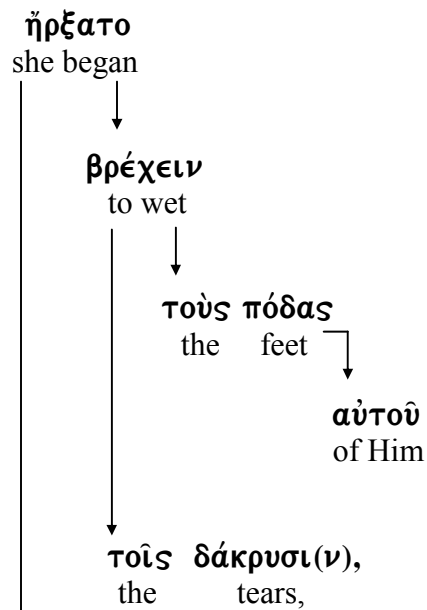 ἤρξατο
she began
βρέχειν
to wet
τοὺς πόδας
the feet
αὐτοῦ
of Him
τοῖς δάκρυσι(ν),
the tears,